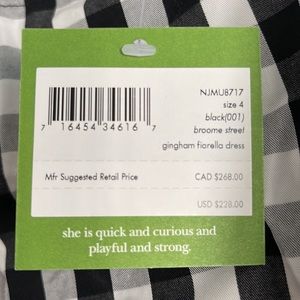 NJMU8717
size 4
black(001)
broome street
gingham fiorella dress
7 16454 34616 7
Mfr Suggested Retail Price CAD $268.00
USD $228.00
she is quick and curious and
playful and strong.